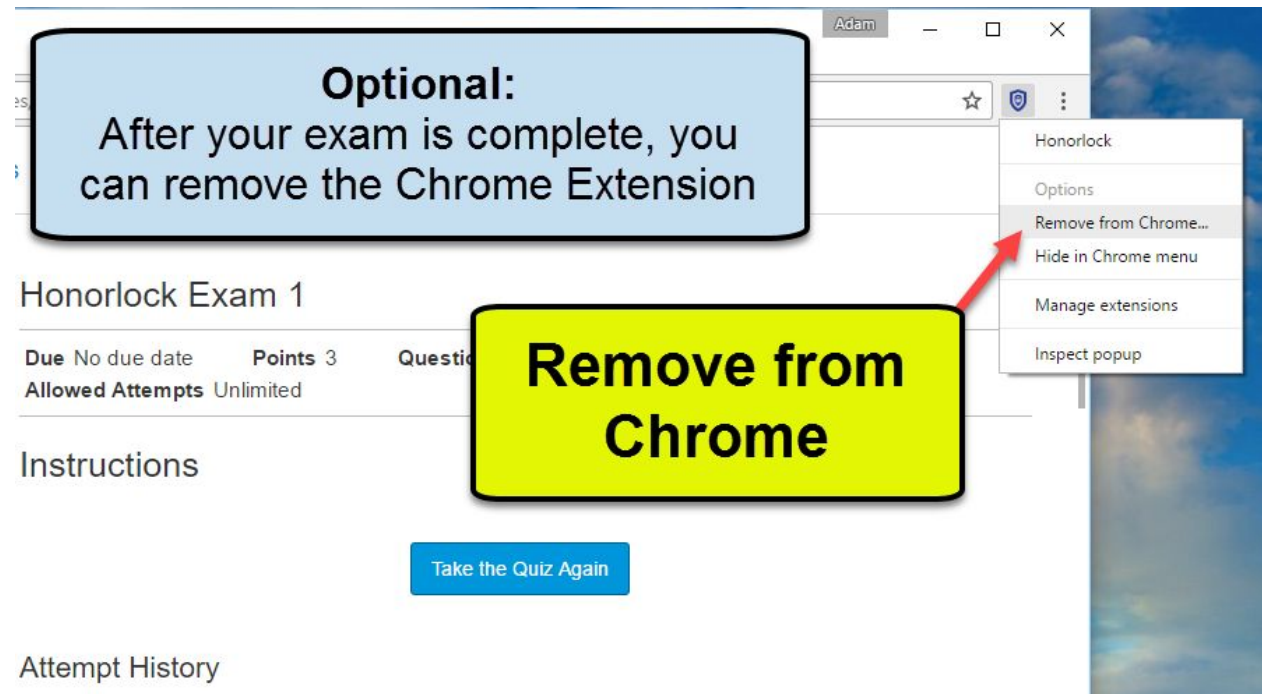 Adam
Optional:
After your exam is complete, you
can remove the Chrome Extension
Honorlock
Options
Remove from Chrome...
Hide in Chrome menu
Manage extensions
Inspect popup
Honorlock Exam 1
Due No due date Points 3
Allowed Attempts Unlimited
Remove from
Chrome
Instructions
Take the Quiz Again
Attempt History